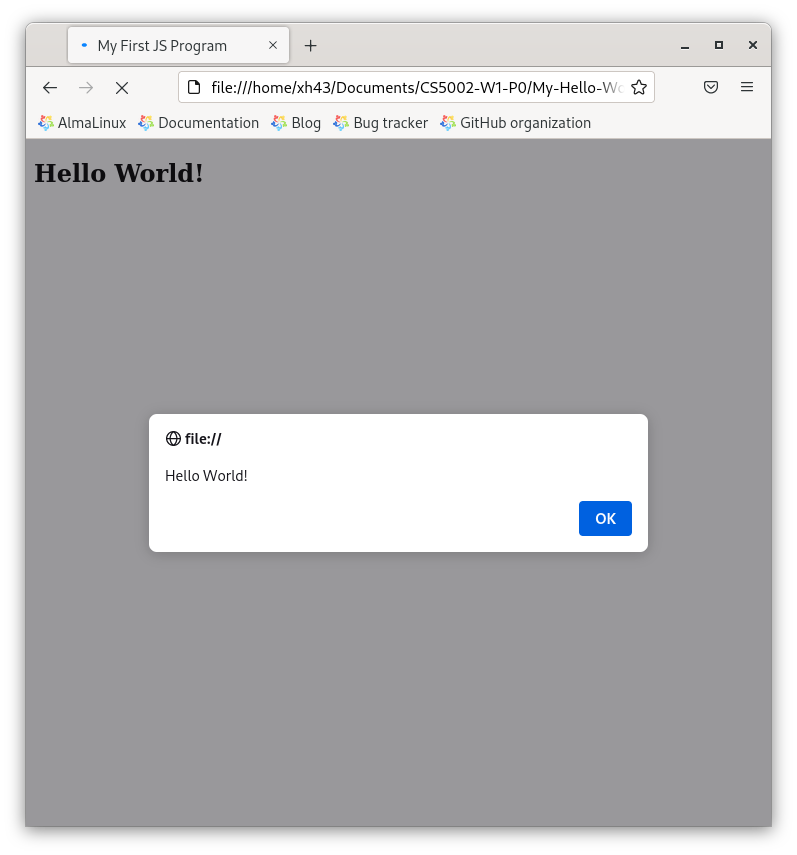 My First JS Program
file:///home/xh43/Documents/CS5002-W1-P0/My-Hello-Wo
AlmaLinux Documentation Blog Bug tracker GitHub organization
Hello World!
file://
Hello World!
OK